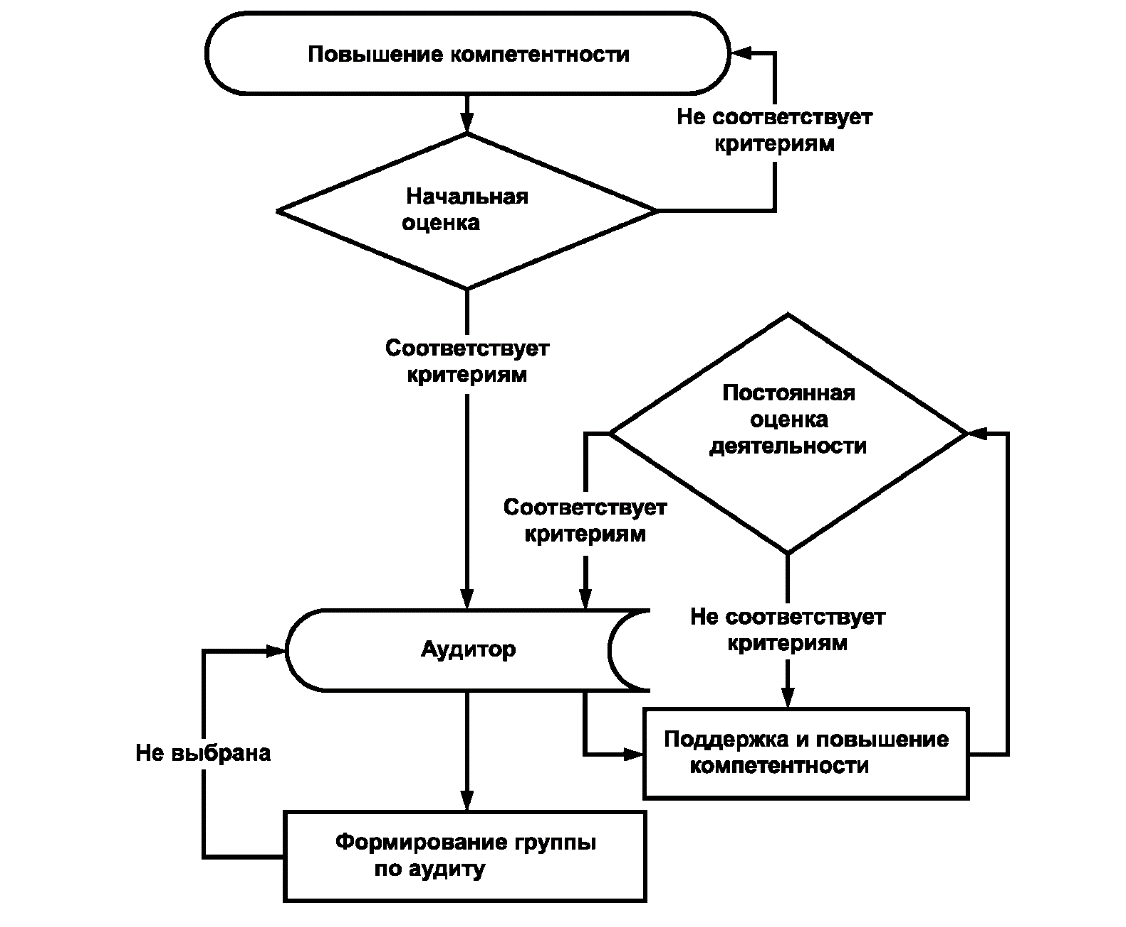 Повышение компетентности
Не соответствует
критериям
Начальная
оценка
Соответствует
критериям
Постоянная
оценка
деятельности
Соответствует
критериям
Не соответствует
критериям
Аудитор
Не выбрана
Поддержка и повышение
компетентности
Формирование группы
по аудиту